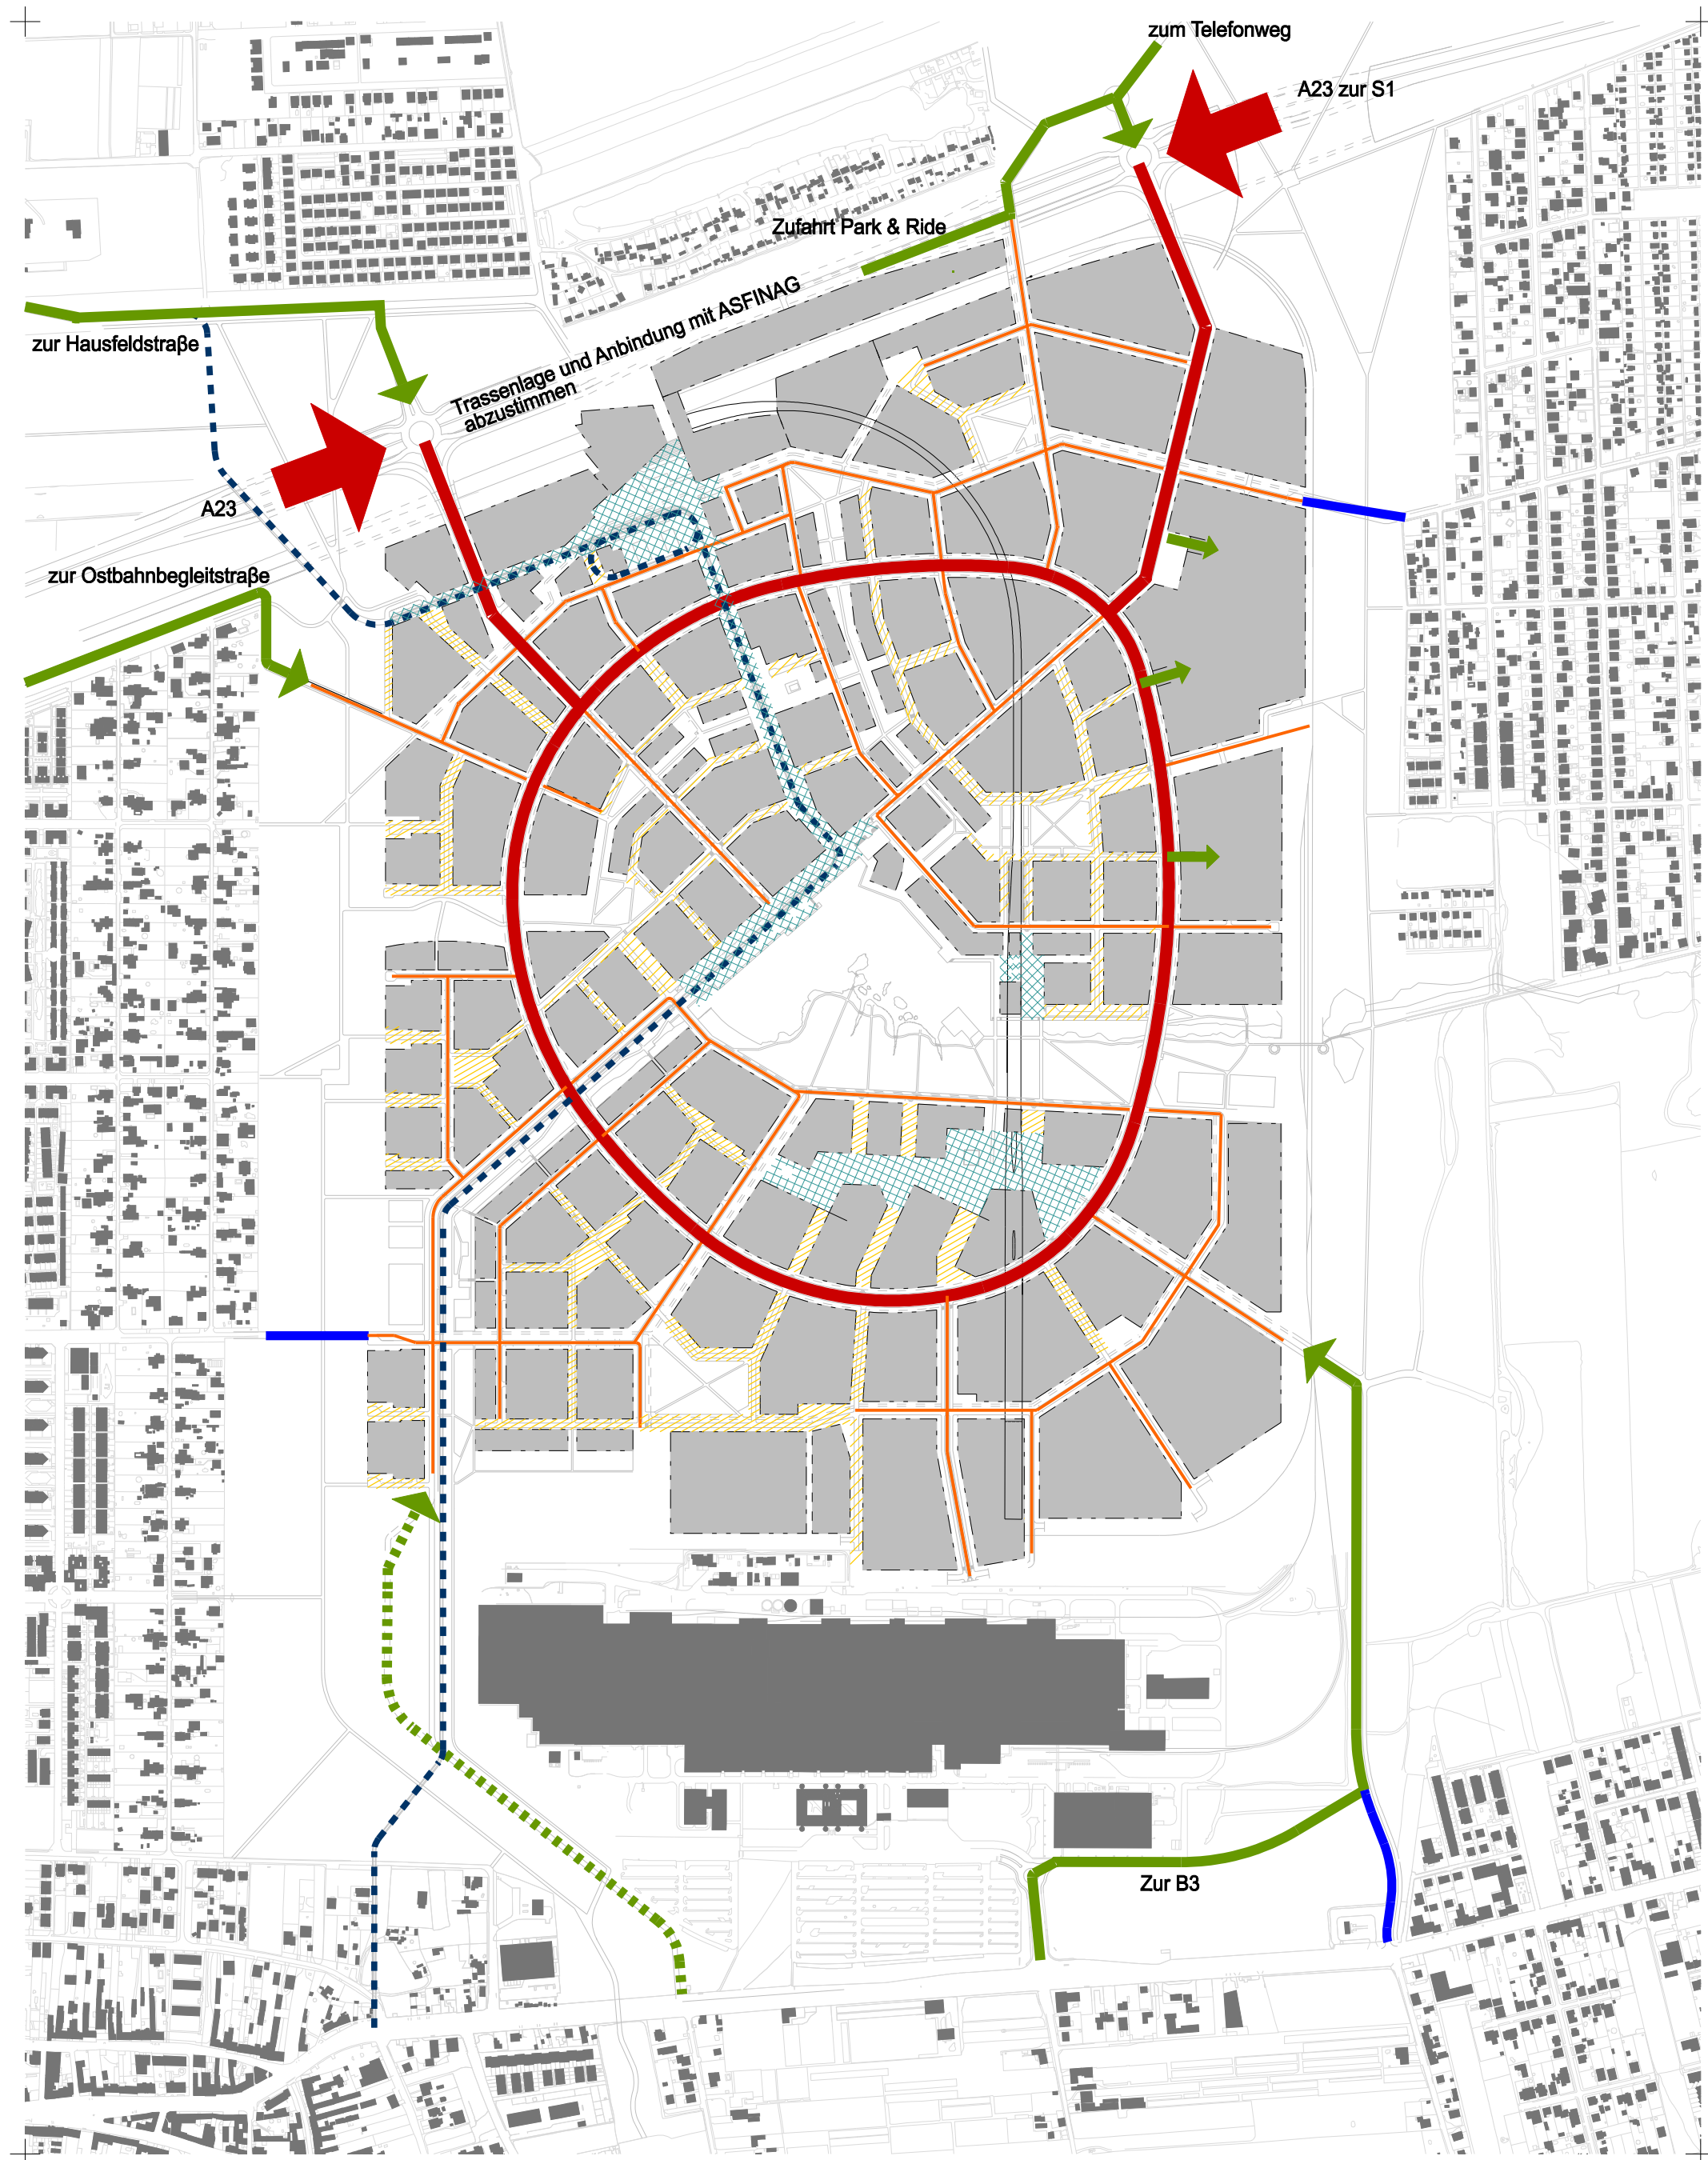 zum Telefonweg
A23 zur S1
Zufahrt Park & Ride
Trassenlage und Anbindung mit ASFINAG
abzustimmen
zur Hausfeldstraße
A23
zur Ostbahnbegleitstraße
Zur B3